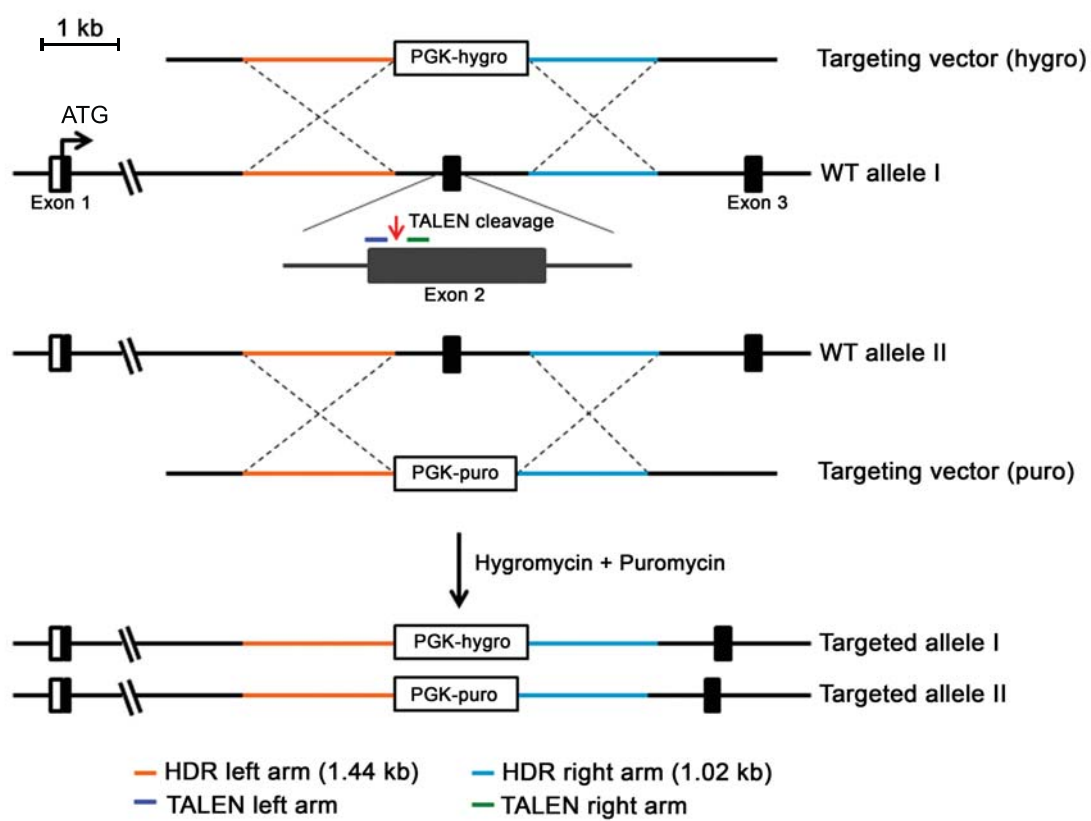 1 kb
PGK-hygro
Targeting vector (hygro)
ATG
WT allele I
Exon 1
Exon 3
TALEN cleavage
Exon 2
WT allele II
PGK-puro
Targeting vector (puro)
Hygromycin + Puromycin
PGK-hygro
Targeted allele I
PGK-puro
Targeted allele II
HDR left arm (1.44 kb)
HDR right arm (1.02 kb)
TALEN left arm
TALEN right arm